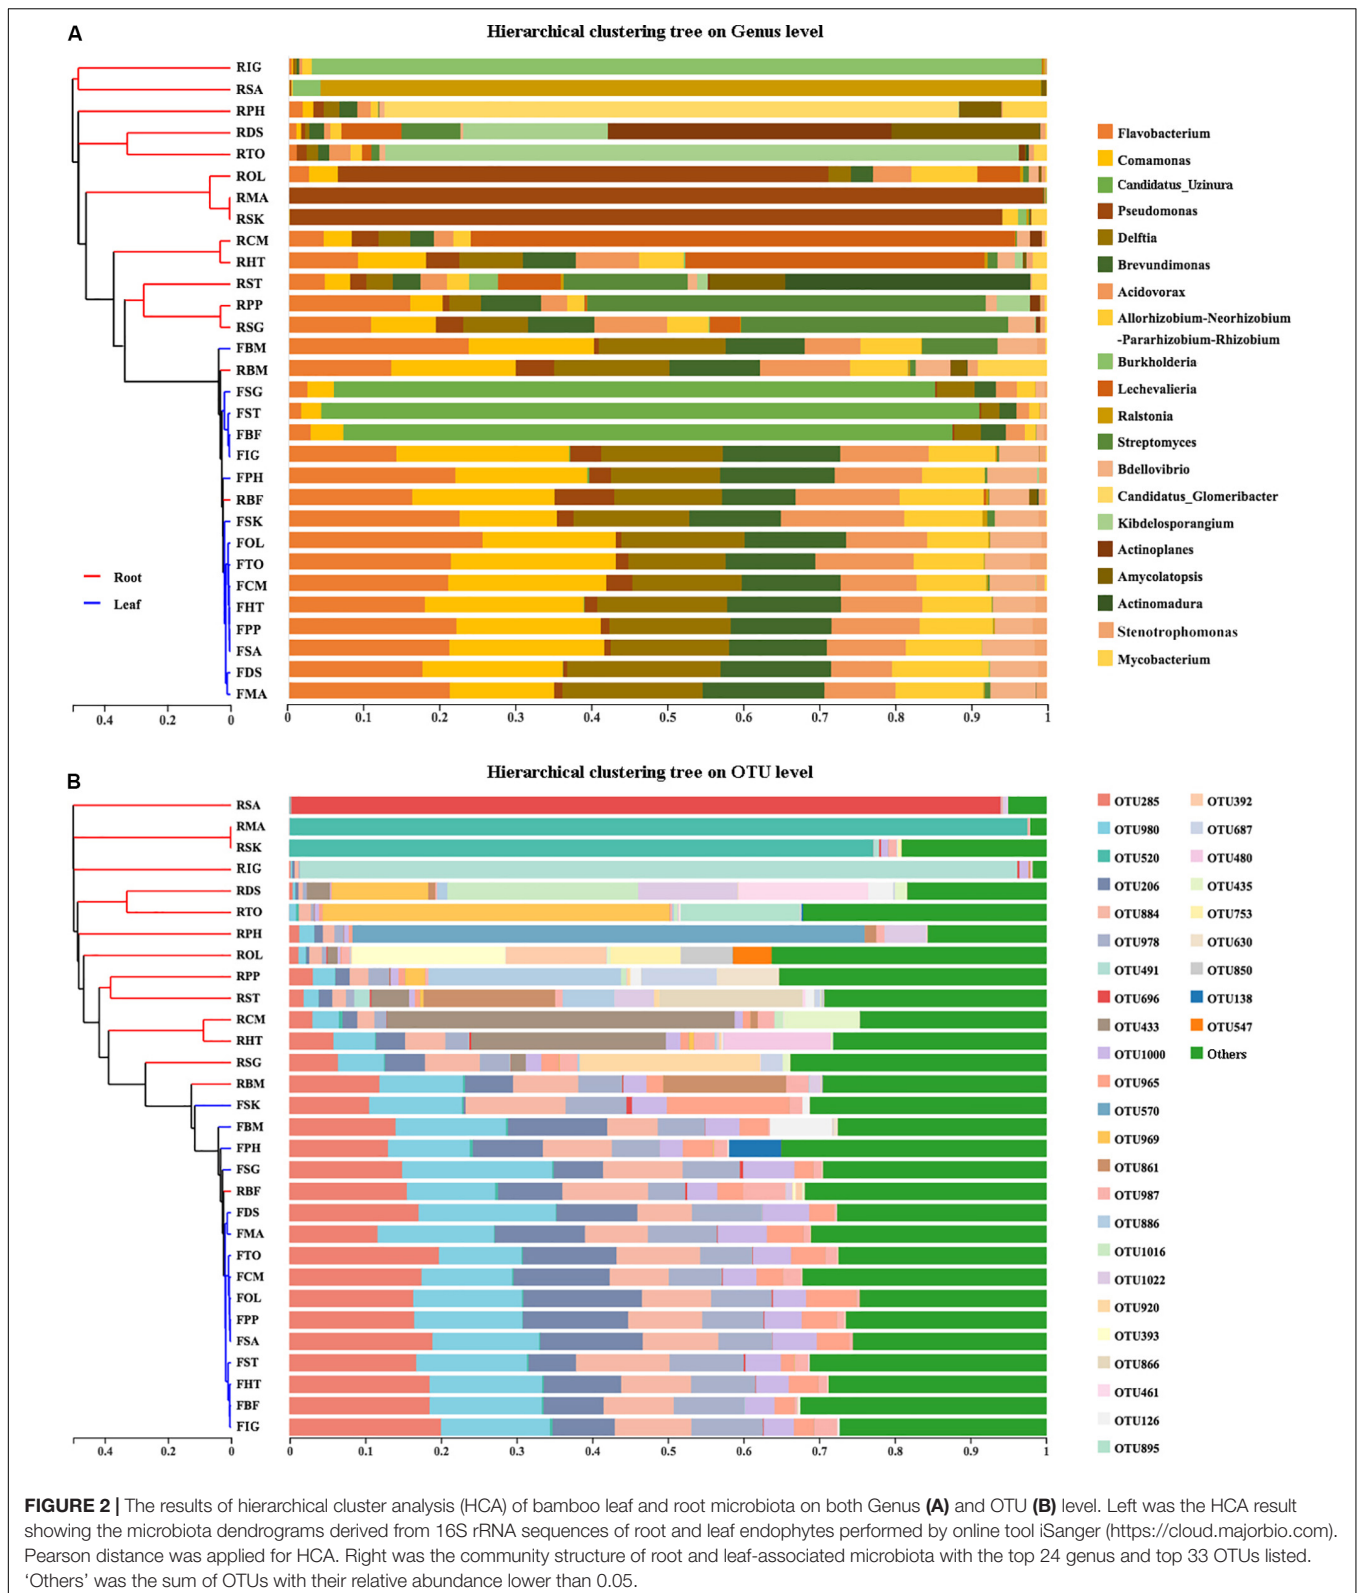 A
Hierarchical clustering tree on Genus level
RIG
RSA
RPH
RDS
RTO
ROL
RMA
RSK
RCM
RHT
RST
RPP
RSG
FBM
RBM
FSG
FST
FBF
FIG
FPH
RBF
FSK
FOL
FTO
FCM
FHT
FPP
FSA
FDS
FMA
Root
Leaf
0.4 0.2 0
0 0.1 0.2 0.3 0.4 0.5 0.6 0.7 0.8 0.9 1
Flavobacterium
Comamonas
Candidatus_Uzinura
Pseudomonas
Delftia
Brevundimonas
Acidovorax
Allorhizobium-Neorhizobium
-Pararhizobium-Rhizobium
Burkholderia
Lechevalieria
Ralstonia
Streptomyces
Bdellovibrio
Candidatus_Glomeribacter
Kibdelosporangium
Actinoplanes
Amycolatopsis
Actinomadura
Stenotrophomonas
Mycobacterium
B
Hierarchical clustering tree on OTU level
RSA
RMA
RSK
RIG
RDS
RTO
RPH
ROL
RPP
RST
RCM
RHT
RSG
RBM
FSK
FBM
FPH
FSG
RBF
FDS
FMA
FTO
FCM
FOL
FPP
FSA
FST
FHT
FBF
FIG
0.4 0.2 0
0 0.1 0.2 0.3 0.4 0.5 0.6 0.7 0.8 0.9 1
OTU285 OTU392
OTU980 OTU687
OTU520 OTU480
OTU206 OTU435
OTU884 OTU753
OTU978 OTU630
OTU491 OTU850
OTU696 OTU138
OTU433 OTU547
OTU1000 Others
OTU965
OTU570
OTU969
OTU861
OTU987
OTU886
OTU1016
OTU1022
OTU920
OTU393
OTU866
OTU461
OTU126
OTU895
FIGURE 2 | The results of hierarchical cluster analysis (HCA) of bamboo leaf and root microbiota on both Genus (A) and OTU (B) level. Left was the HCA result
showing the microbiota dendrograms derived from 16S rRNA sequences of root and leaf endophytes performed by online tool iSanger (https://cloud.majorbio.com).
Pearson distance was applied for HCA. Right was the community structure of root and leaf-associated microbiota with the top 24 genus and top 33 OTUs listed.
‘Others’ was the sum of OTUs with their relative abundance lower than 0.05.